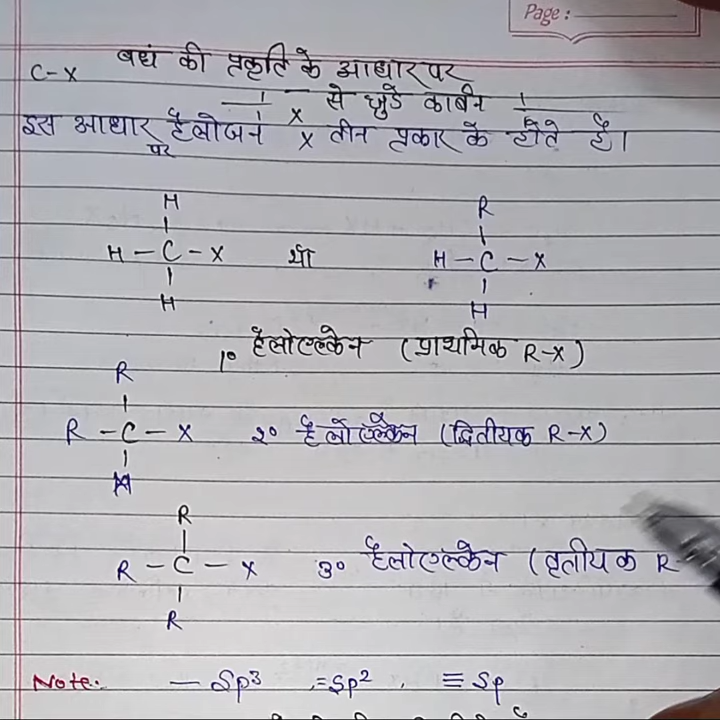 Page :
C-X बधं की प्रकृति के आधार पर
से जुडे कार्बन
इस आधार पर हैलोजन X तीन प्रकार के होते है।
H R
H – C – X या H – C – X
H H
1° हैलोएल्केन (प्राथमिक R-X)
R
R – C – X 2° हैलोएल्केन (द्वितीयक R-X)
H
R
R – C – X 3° हैलोएल्केन (तृतीयक R-
R
Note:- — Sp³ , =Sp² , ≡ Sp